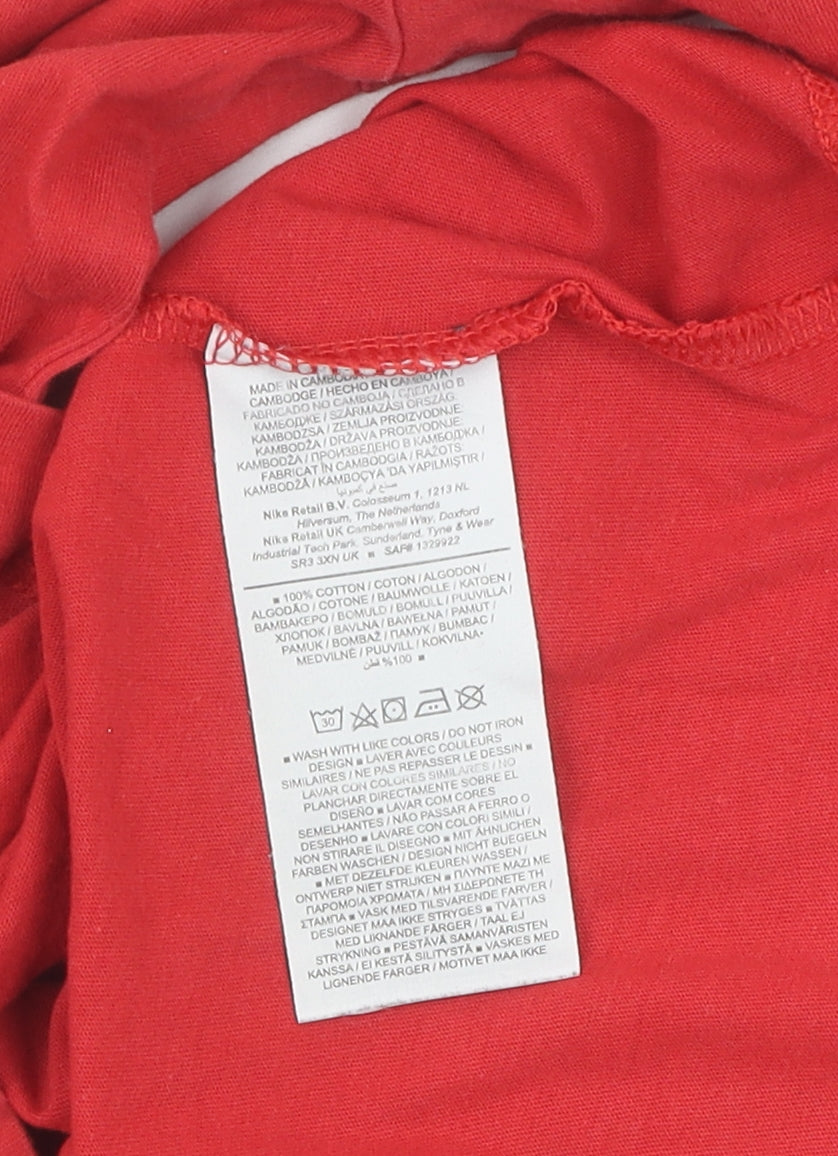 MADE IN CAMBODIA
CAMBODGE / HECHO EN CAMBOYA /
FABRICADO NO CAMBOJA / СДЕЛАНО В
КАМБОДЖЕ / SZÁRMAZÁSI ORSZÁG:
KAMBODZSA / ZEMLJA PROIZVODNJE:
KAMBODŽA / DRŽAVA PROIZVODNJE:
KAMBODŽA / ПРОИЗВЕДЕНО В КАМБОДЖА /
FABRICAT ÎN CAMBODGIA / RAŽOTS:
KAMBODŽĀ / KAMBOÇYA 'DA YAPILMIŞTIR /
صنع في كمبوديا
Nike Retail B.V. Colosseum 1, 1213 NL
Hilversum, The Netherlands
Nike Retail UK Camberwell Way, Doxford
Industrial Tech Park, Sunderland, Tyne & Wear
SR3 3XN UK ■ SAF# 1329922
■ 100% COTTON / COTON / ALGODON /
ALGODÃO / COTONE / BAUMWOLLE / KATOEN /
ΒΑΜΒΑΚΕΡΟ / BOMULD / BOMULL / PUUVILLA /
ХЛОПОК / BAVLNA / BAWEŁNA / PAMUT /
PAMUK / BOMBAŽ / ПАМУК / BUMBAC /
MEDVILNĖ / PUUVILL / KOKVILNA·
%100 قطن ■
30
■ WASH WITH LIKE COLORS / DO NOT IRON
DESIGN ■ LAVER AVEC COULEURS
SIMILAIRES / NE PAS REPASSER LE DESSIN ■
LAVAR CON COLORES SIMILARES / NO
PLANCHAR DIRECTAMENTE SOBRE EL
DISEÑO ■ LAVAR COM CORES
SEMELHANTES / NÃO PASSAR A FERRO O
DESENHO ■ LAVARE CON COLORI SIMILI /
NON STIRARE IL DISEGNO ■ MIT ÄHNLICHEN
FARBEN WASCHEN / DESIGN NICHT BUEGELN
■ MET DEZELFDE KLEUREN WASSEN /
ONTWERP NIET STRIJKEN ■ ΠΛΥΝΤΕ ΜΑΖΙ ΜΕ
ΠΑΡΟΜΟΙΑ ΧΡΩΜΑΤΑ / ΜΗ ΣΙΔΕΡΩΝΕΤΕ ΤΗ
ΣΤΑΜΠΑ ■ VASK MED TILSVARENDE FARVER /
DESIGNET MAA IKKE STRYGES ■ TVÄTTAS
MED LIKNANDE FÄRGER / TAAL EJ
STRYKNING ■ PESTÄVÄ SAMANVÄRISTEN
KANSSA / EI KESTÄ SILITYSTÄ ■ VASKES MED
LIGNENDE FARGER / MOTIVET MAA IKKE